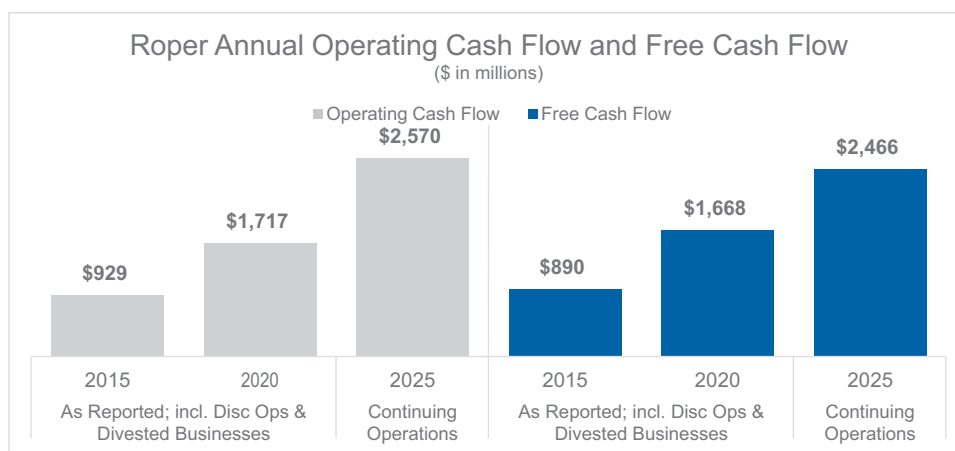 Roper Annual Operating Cash Flow and Free Cash Flow
($ in millions)
Operating Cash Flow
Free Cash Flow
$2,570
$1,717
$929
$2,466
$1,668
$890
2015
2020
2025
2015
2020
2025
As Reported; incl. Disc Ops &
Divested Businesses
Continuing
Operations
As Reported; incl. Disc Ops &
Divested Businesses
Continuing
Operations